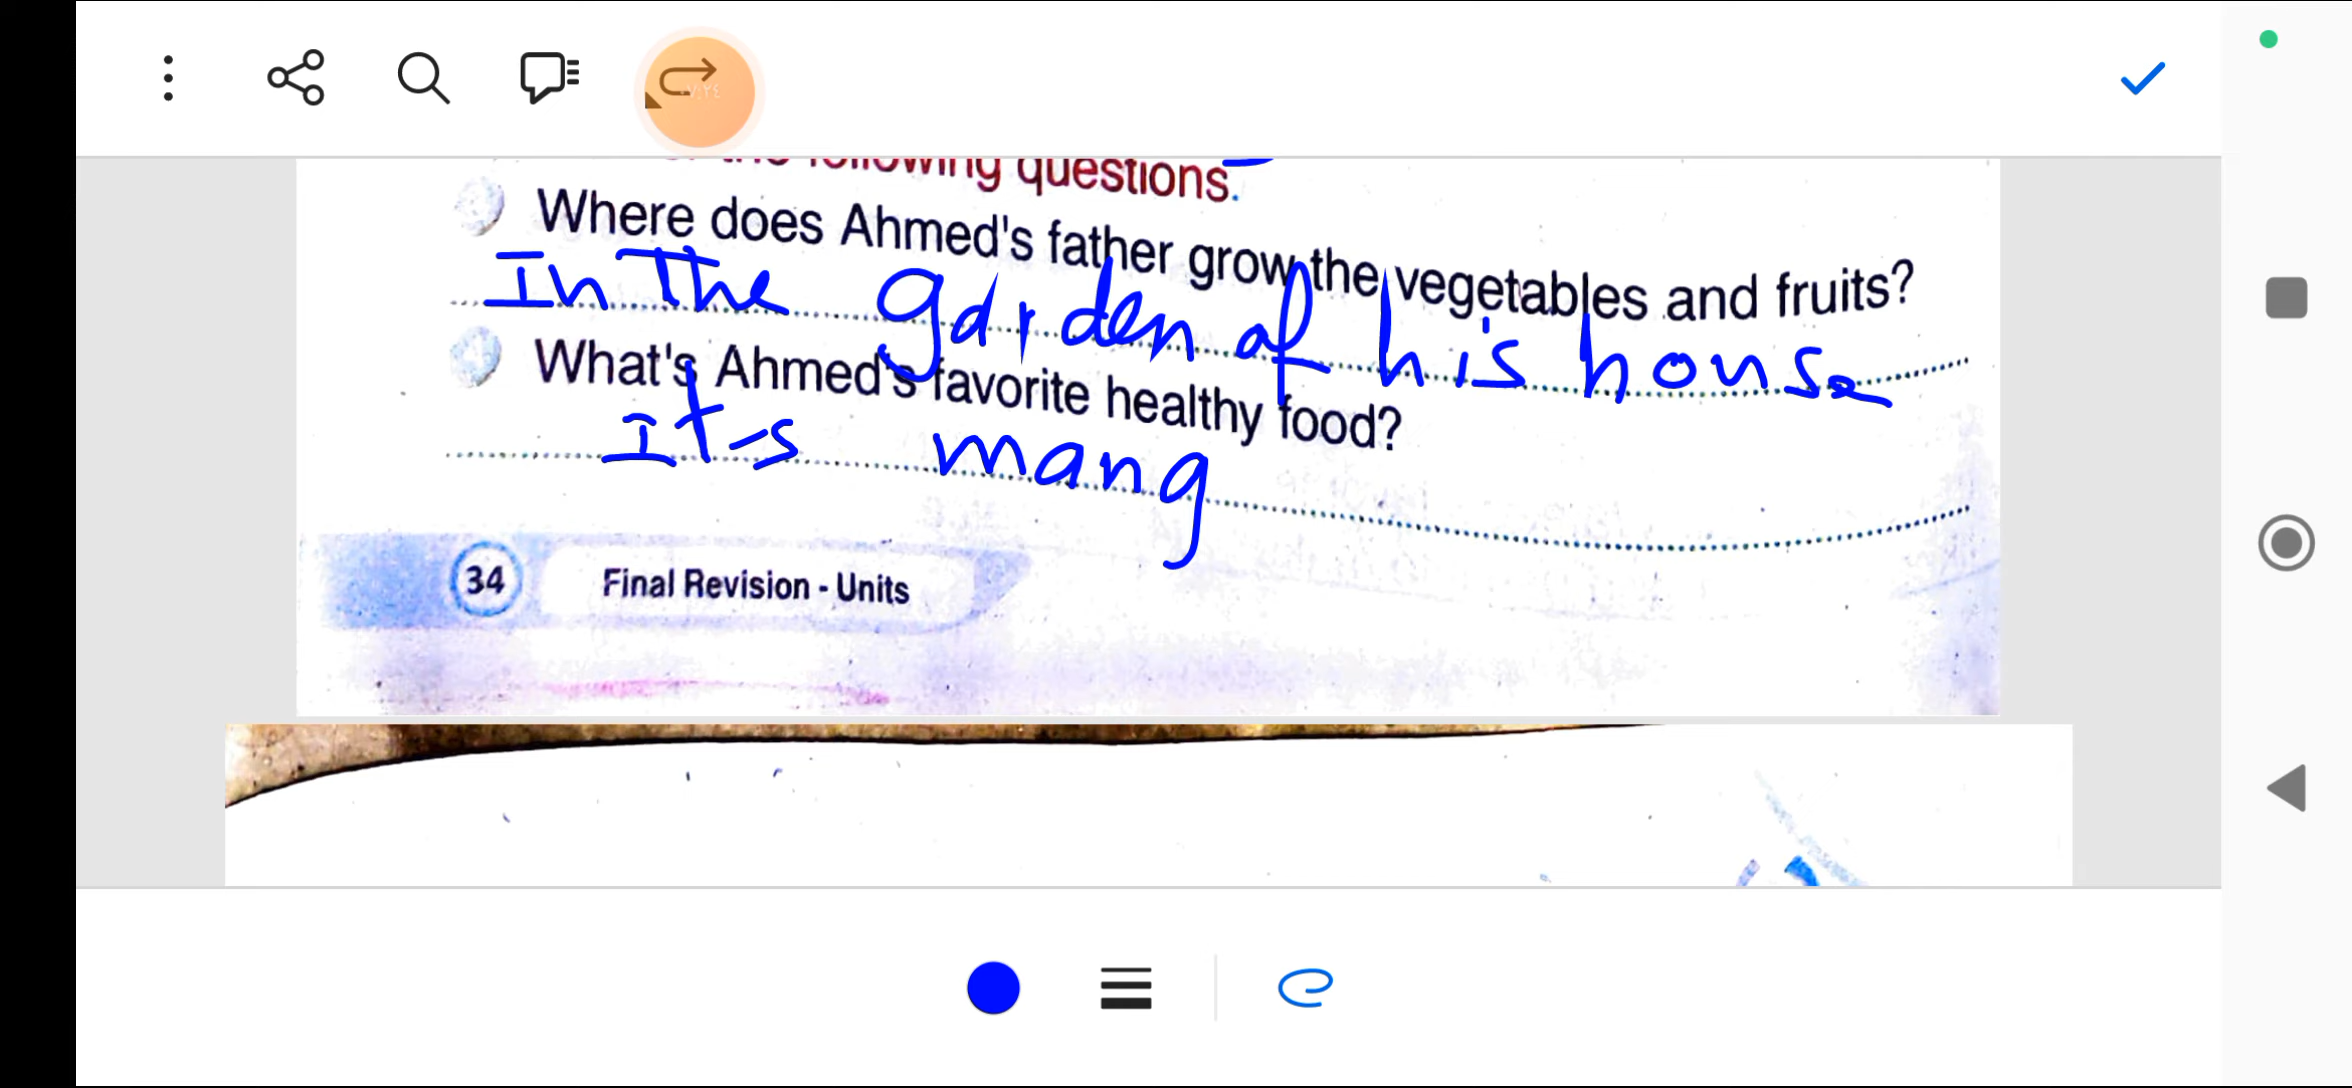 following questions.
Where does Ahmed's father grow the vegetables and fruits?
In The garden of his house
What's Ahmed's favorite healthy food?
It's mang
34 Final Revision - Units